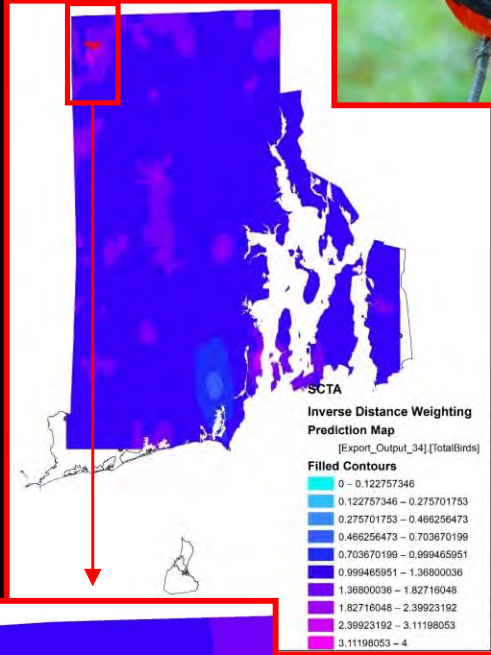 SCTA
Inverse Distance Weighting
Prediction Map
[Export_Output_34].[TotalBirds]
Filled Contours
0 – 0.122757346
0.122757346 – 0.275701753
0.275701753 – 0.466256473
0.466256473 – 0.703670199
0.703670199 – 0.999465951
0.999465951 – 1.36800036
1.36800036 – 1.82716048
1.82716048 – 2.39923192
2.39923192 – 3.11198053
3.11198053 – 4